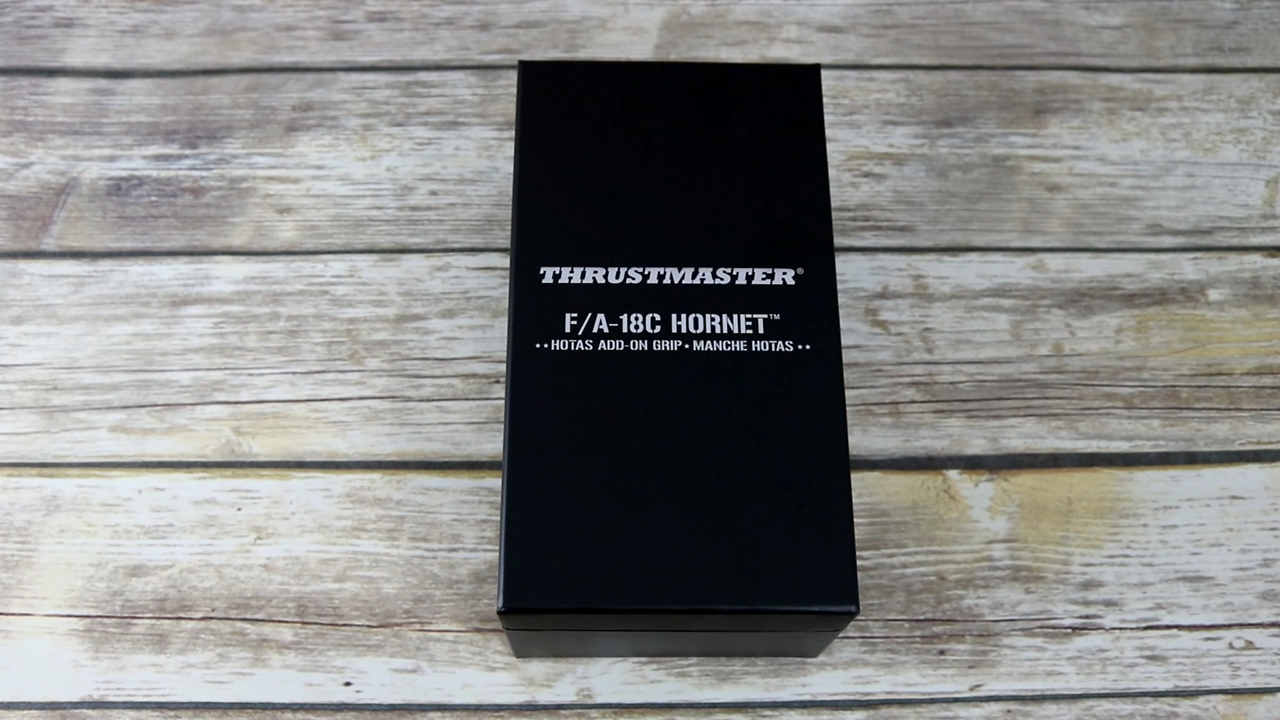 THRUSTMASTER®
F/A-18C HORNET™
★★HOTAS ADD-ON GRIP★MANCHE HOTAS★★